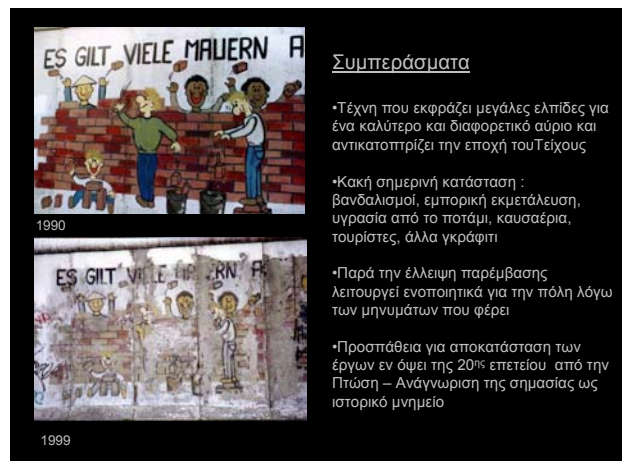 ES GILT VIELE MAUERN A
1990
ES GILT
1999
Συμπεράσματα
•Τέχνη που εκφράζει μεγάλες ελπίδες για
ένα καλύτερο και διαφορετικό αύριο και
αντικατοπτρίζει την εποχή τουΤείχους
•Κακή σημερινή κατάσταση :
βανδαλισμοί, εμπορική εκμετάλευση,
υγρασία από το ποτάμι, καυσαέρια,
τουρίστες, άλλα γκράφιτι
•Παρά την έλλειψη παρέμβασης
λειτουργεί ενοποιητικά για την πόλη λόγω
των μηνυμάτων που φέρει
•Προσπάθεια για αποκατάσταση των
έργων εν όψει της 20ης επετείου από την
Πτώση – Ανάγνωριση της σημασίας ως
ιστορικό μνημείο